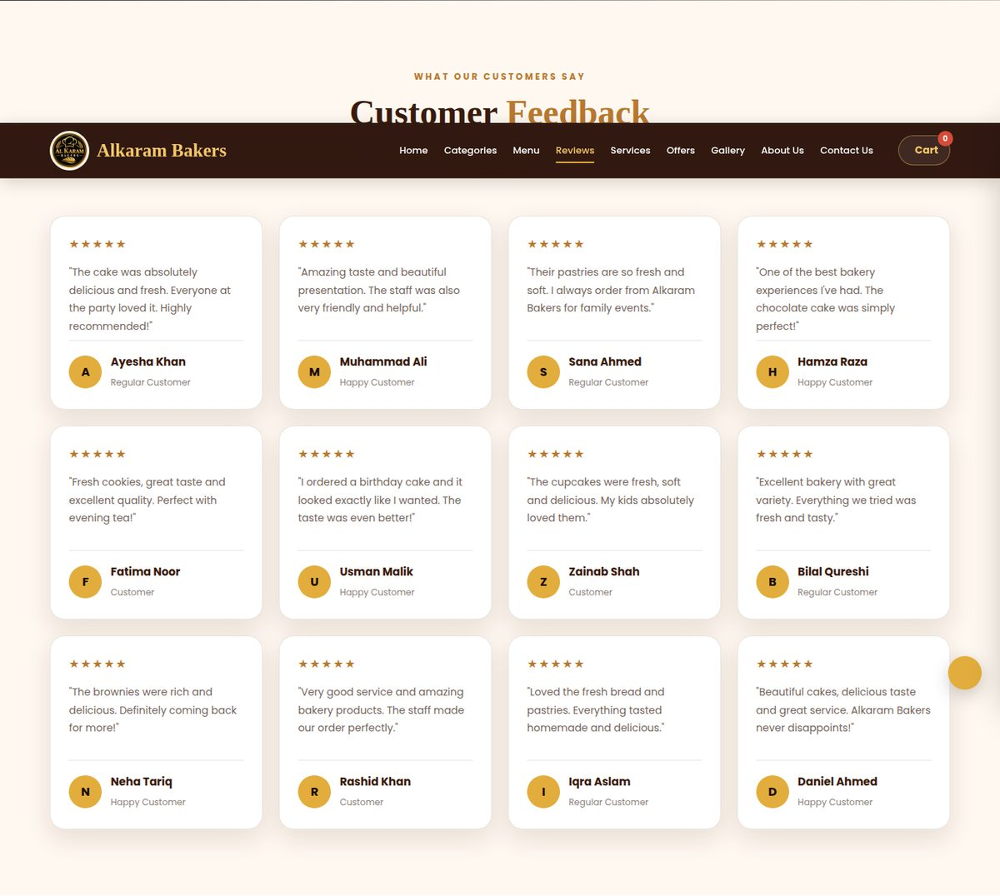 WHAT OUR CUSTOMERS SAY
Customer Feedback
AL KARAM
BAKERS
Alkaram Bakers
Home Categories Menu Reviews Services Offers Gallery About Us Contact Us Cart 0
★★★★★
"The cake was absolutely
delicious and fresh. Everyone at
the party loved it. Highly
recommended!"
A
Ayesha Khan
Regular Customer
★★★★★
"Amazing taste and beautiful
presentation. The staff was also
very friendly and helpful."
M
Muhammad Ali
Happy Customer
★★★★★
"Their pastries are so fresh and
soft. I always order from Alkaram
Bakers for family events."
S
Sana Ahmed
Regular Customer
★★★★★
"One of the best bakery
experiences I've had. The
chocolate cake was simply
perfect!"
H
Hamza Raza
Happy Customer
★★★★★
"Fresh cookies, great taste and
excellent quality. Perfect with
evening tea!"
F
Fatima Noor
Customer
★★★★★
"I ordered a birthday cake and it
looked exactly like I wanted. The
taste was even better!"
U
Usman Malik
Happy Customer
★★★★★
"The cupcakes were fresh, soft
and delicious. My kids absolutely
loved them."
Z
Zainab Shah
Customer
★★★★★
"Excellent bakery with great
variety. Everything we tried was
fresh and tasty."
B
Bilal Qureshi
Regular Customer
★★★★★
"The brownies were rich and
delicious. Definitely coming back
for more!"
N
Neha Tariq
Happy Customer
★★★★★
"Very good service and amazing
bakery products. The staff made
our order perfectly."
R
Rashid Khan
Customer
★★★★★
"Loved the fresh bread and
pastries. Everything tasted
homemade and delicious."
I
Iqra Aslam
Regular Customer
★★★★★
"Beautiful cakes, delicious taste
and great service. Alkaram Bakers
never disappoints!"
D
Daniel Ahmed
Happy Customer